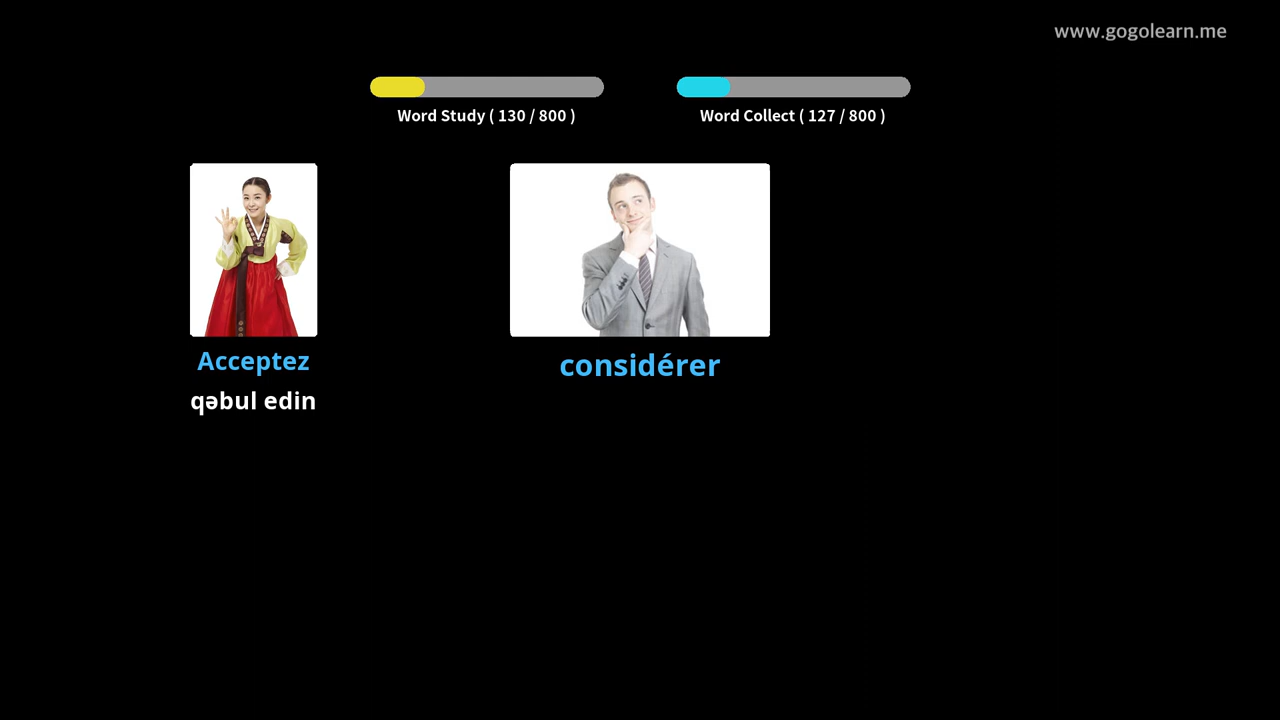 www.gogolearn.me
Word Study ( 130 / 800 )
Word Collect ( 127 / 800 )
Acceptez
qəbul edin
considérer